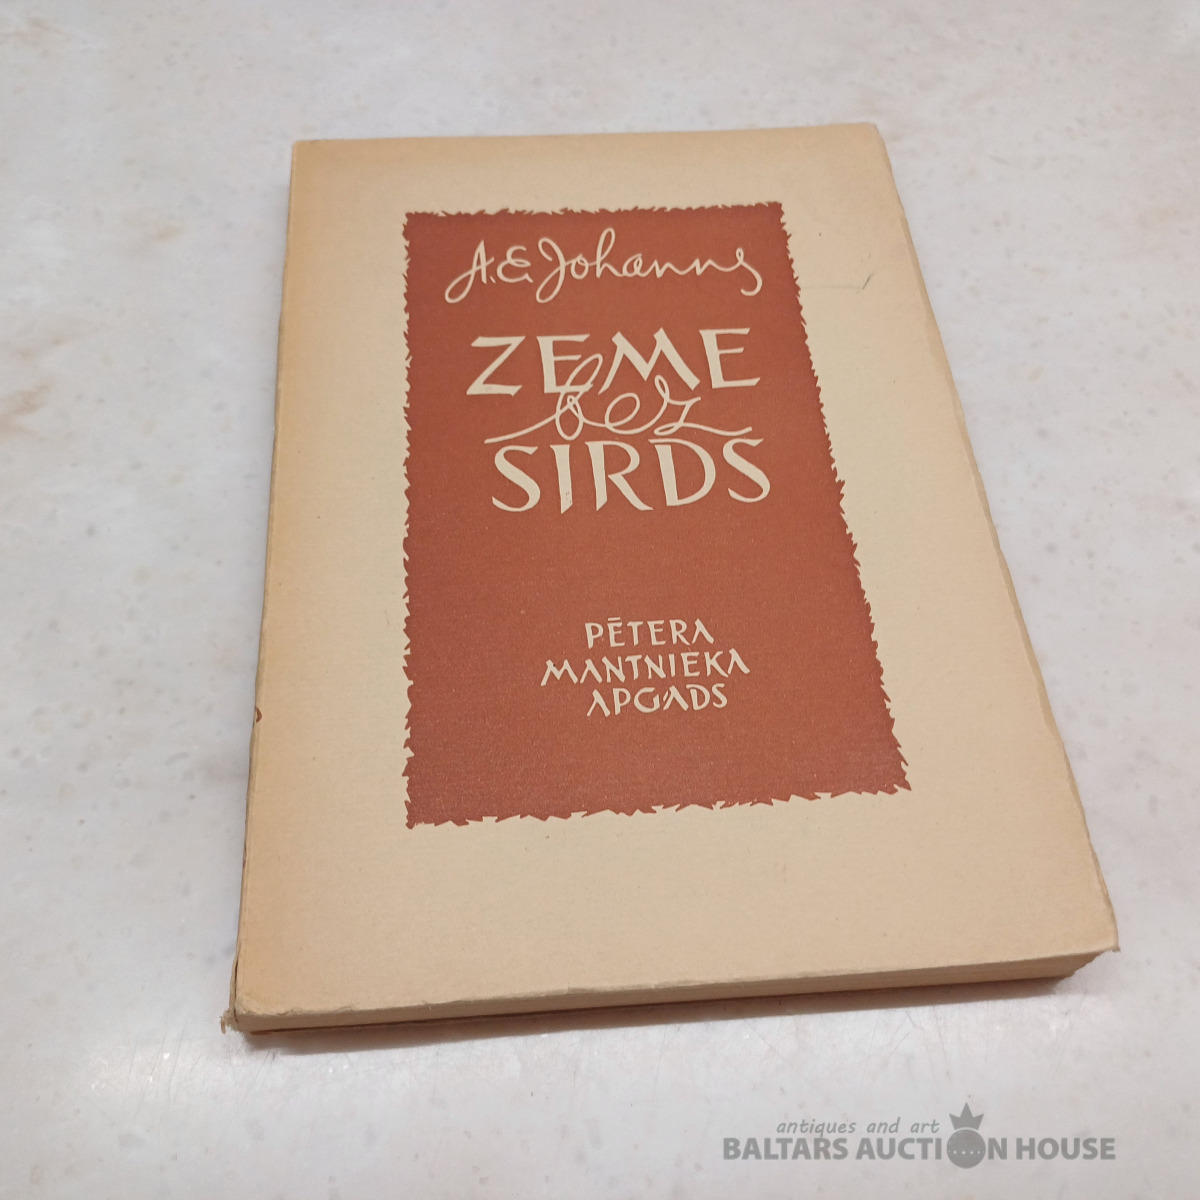 A.E. Johanns
ZEME
bez
SIRDS
PĒTERA
MANTNIEKA
APGADS
antiques and art
BALTARS AUCTION HOUSE